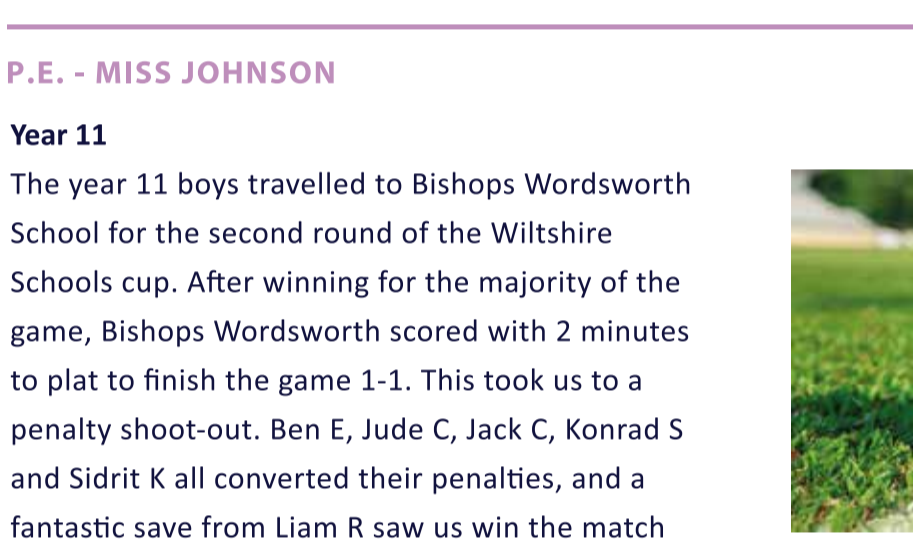 P.E. - MISS JOHNSON
Year 11
The year 11 boys travelled to Bishops Wordsworth
School for the second round of the Wiltshire
Schools cup. After winning for the majority of the
game, Bishops Wordsworth scored with 2 minutes
to plat to finish the game 1-1. This took us to a
penalty shoot-out. Ben E, Jude C, Jack C, Konrad S
and Sidrit K all converted their penalties, and a
fantastic save from Liam R saw us win the match